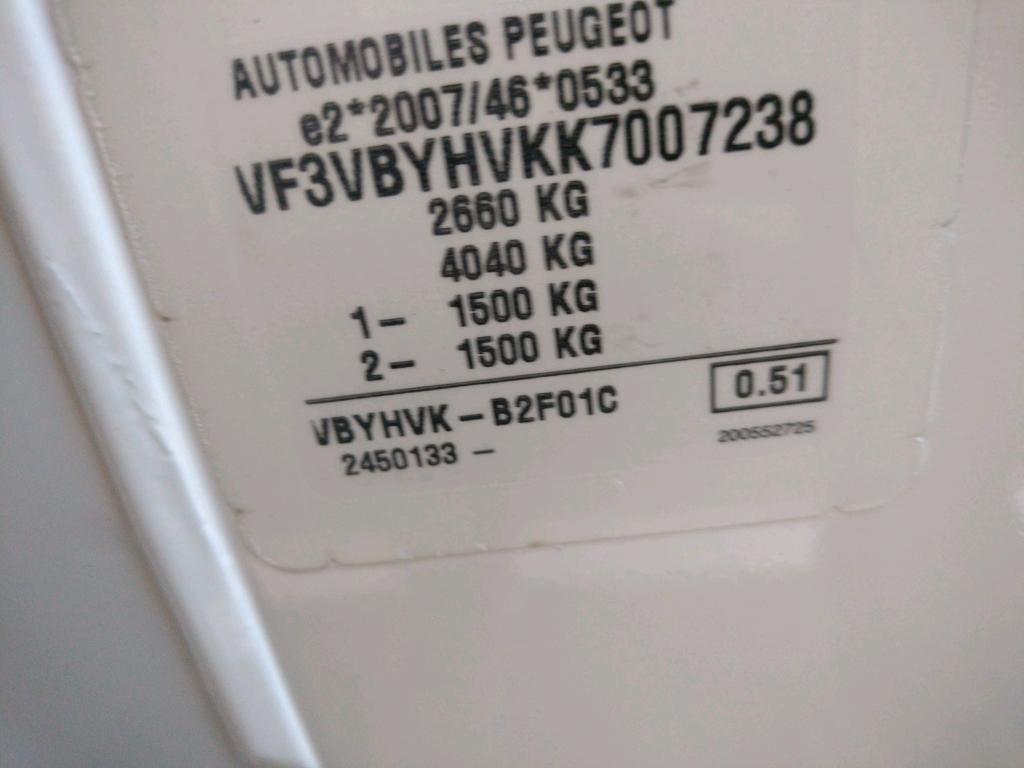 AUTOMOBILES PEUGEOT
e2*2007/46*0533
VF3VBYHVKK7007238
2660 KG
4040 KG
1- 1500 KG
2- 1500 KG
VBYHVK-B2F01C 0.51
2450133 - 200552725